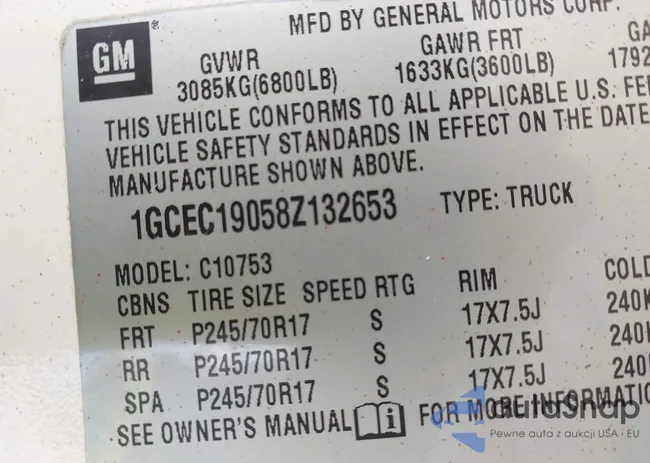 MFD BY GENERAL MOTORS CORP.
GM
GVWR GAWR FRT
3085KG(6800LB) 1633KG(3600LB) 1792
THIS VEHICLE CONFORMS TO ALL APPLICABLE U.S.
VEHICLE SAFETY STANDARDS IN EFFECT ON THE DATE
MANUFACTURE SHOWN ABOVE.
1GCEC19058Z132653 TYPE: TRUCK
MODEL: C10753
CBNS TIRE SIZE SPEED RTG RIM COLD
FRT P245/70R17 S 17X7.5J 240K
RR P245/70R17 S 17X7.5J 240K
SPA P245/70R17 S 17X7.5J 240
SEE OWNER'S MANUAL i FOR MORE INFORMATIO
autaSnap
Pewne auta z aukcji USA i EU